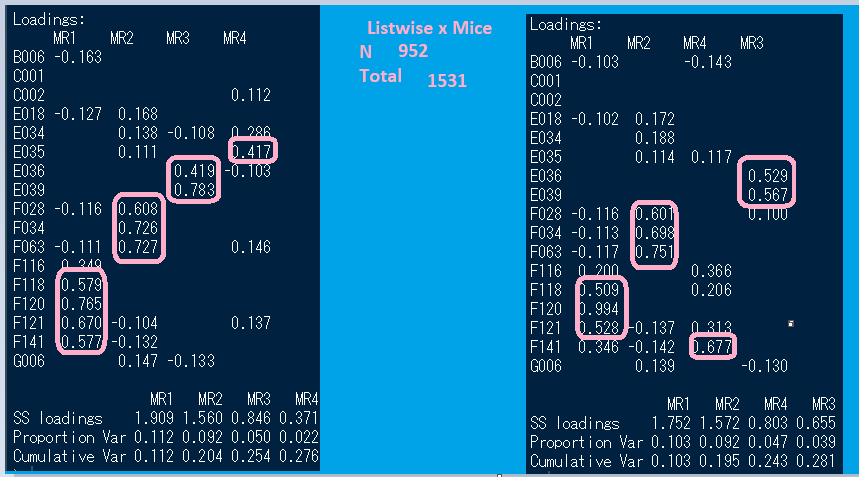 Loadings:
MR1 MR2 MR3 MR4
B006 -0.163
C001
C002 0.112
E018 -0.127 0.168
E034 0.138 -0.108 0.286
E035 0.111 0.417
E036 0.419 -0.103
E039 0.783
F028 -0.116 0.608
F034 0.726
F063 -0.111 0.727 0.146
F116 0.349
F118 0.579
F120 0.765
F121 0.670 -0.104 0.137
F141 0.577 -0.132
G006 0.147 -0.133
MR1 MR2 MR3 MR4
SS loadings 1.909 1.560 0.846 0.371
Proportion Var 0.112 0.092 0.050 0.022
Cumulative Var 0.112 0.204 0.254 0.276
Listwise x Mice
N 952
Total 1531
Loadings:
MR1 MR2 MR4 MR3
B006 -0.103 -0.143
C001
C002
E018 -0.102 0.172
E034 0.188
E035 0.114 0.117
E036 0.529
E039 0.567
F028 -0.116 0.601 0.100
F034 -0.113 0.698
F063 -0.117 0.751
F116 0.200 0.366
F118 0.509 0.206
F120 0.994
F121 0.528 -0.137 0.313
F141 0.346 -0.142 0.677
G006 0.139 -0.130
MR1 MR2 MR4 MR3
SS loadings 1.752 1.572 0.803 0.655
Proportion Var 0.103 0.092 0.047 0.039
Cumulative Var 0.103 0.195 0.243 0.281